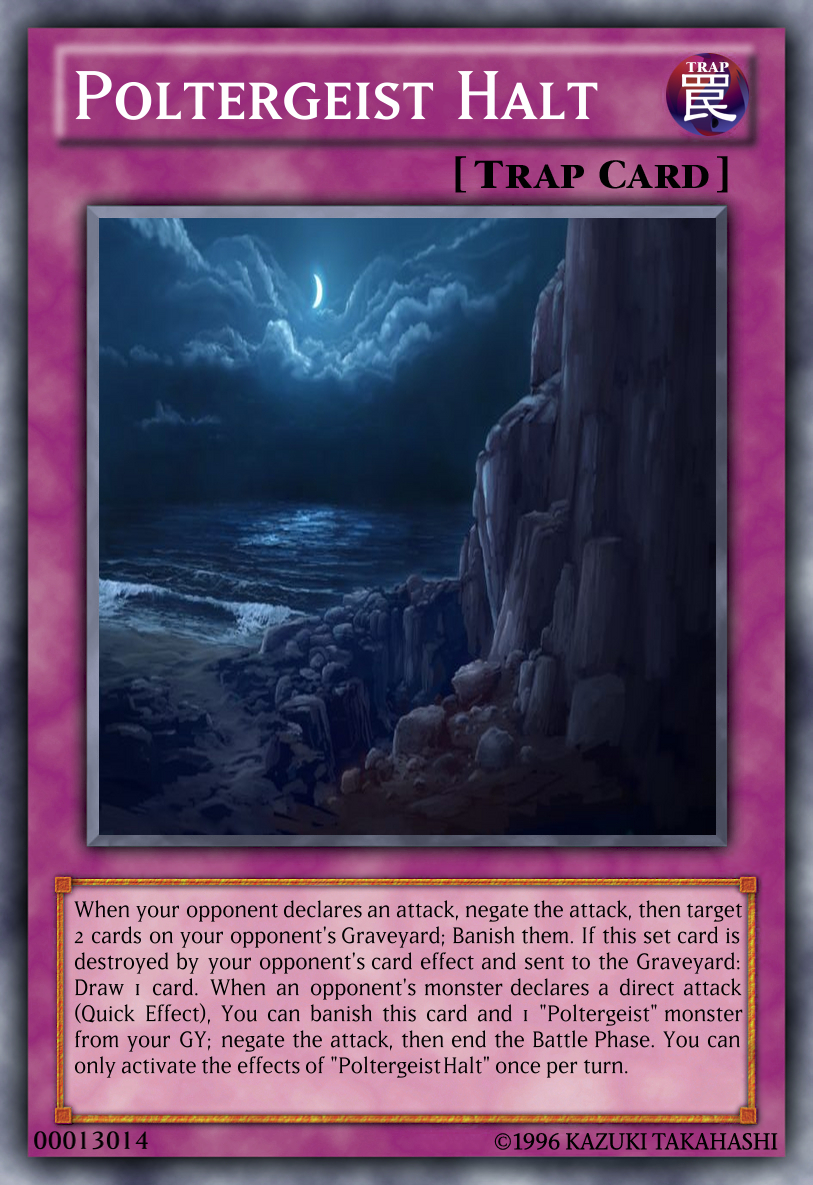 Poltergeist Halt
TRAP
罠
[Trap Card]
When your opponent declares an attack, negate the attack, then target
2 cards on your opponent's Graveyard; Banish them. If this set card is
destroyed by your opponent's card effect and sent to the Graveyard:
Draw 1 card. When an opponent's monster declares a direct attack
(Quick Effect), You can banish this card and 1 "Poltergeist" monster
from your GY; negate the attack, then end the Battle Phase. You can
only activate the effects of "Poltergeist Halt" once per turn.
00013014
©1996 KAZUKI TAKAHASHI